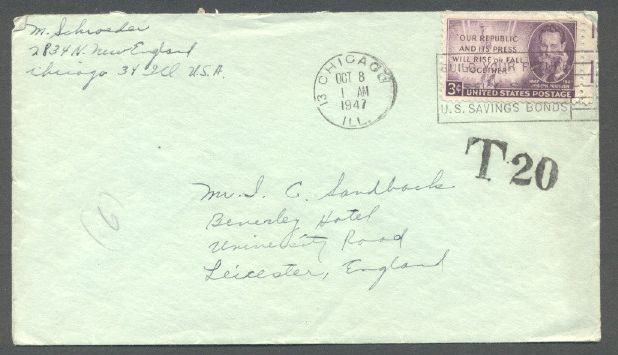 M. Schroeder
2834 N. New England
Chicago 34 Ill U.S.A.
13 CHICAGO
OCT 8
1 AM
1947
ILL.
OUR REPUBLIC
AND ITS PRESS
WILL RISE OR FALL
TOGETHER
3¢ UNITED STATES POSTAGE
U.S. SAVINGS BONDS
T 20
Mr. I. C. Sandback
Beverley Hotel
University Road
Leicester, England